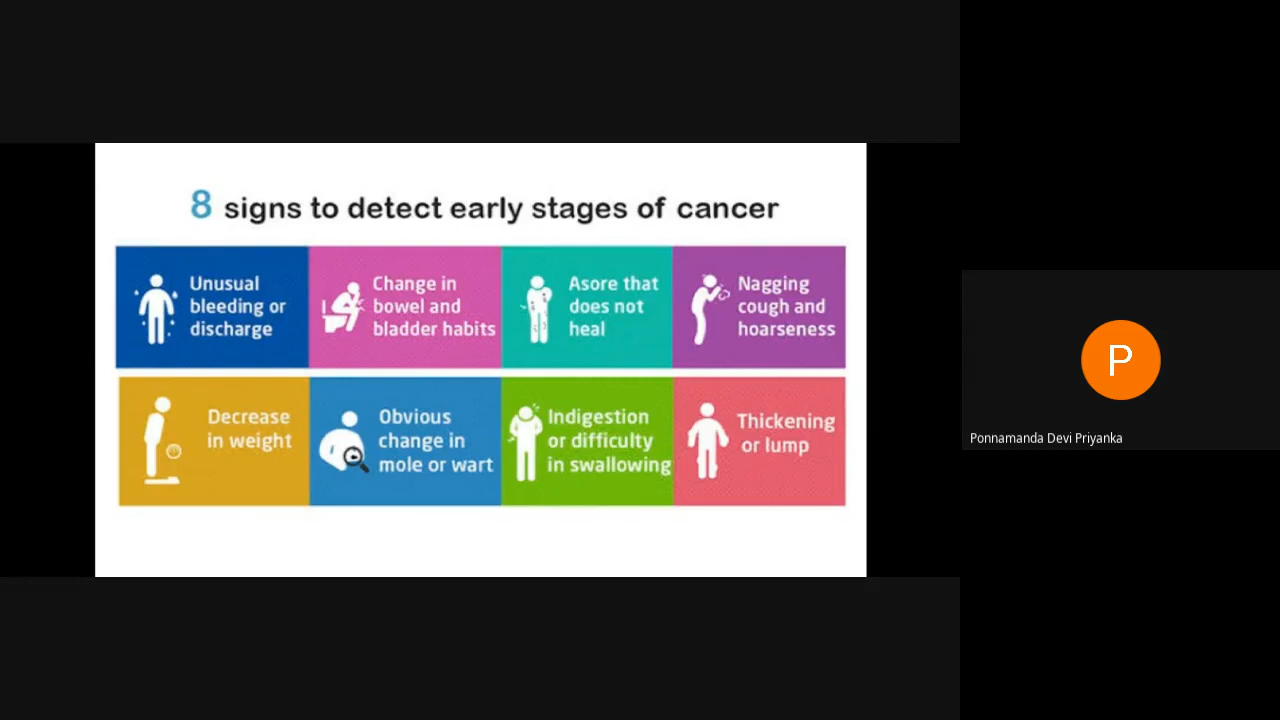 8 signs to detect early stages of cancer
Unusual
bleeding or
discharge
Change in
bowel and
bladder habits
Asore that
does not
heal
Nagging
cough and
hoarseness
Decrease
in weight
Obvious
change in
mole or wart
Indigestion
or difficulty
in swallowing
Thickening
or lump
P
Ponnamanda Devi Priyanka